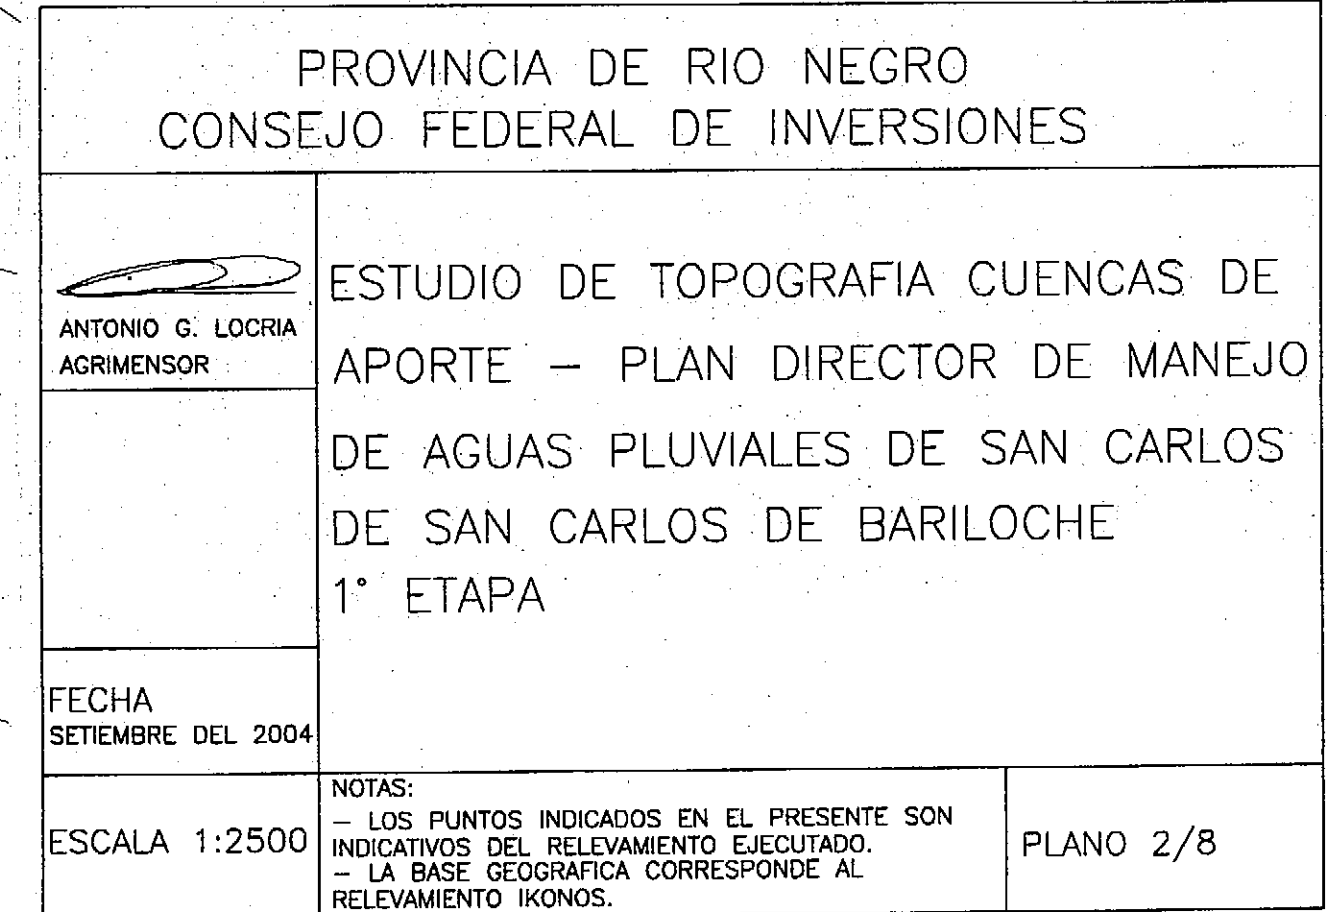 PROVINCIA DE RIO NEGRO
CONSEJO FEDERAL DE INVERSIONES
ANTONIO G. LOCRIA
AGRIMENSOR
ESTUDIO DE TOPOGRAFIA CUENCAS DE
APORTE – PLAN DIRECTOR DE MANEJO
DE AGUAS PLUVIALES DE SAN CARLOS
DE SAN CARLOS DE BARILOCHE
1° ETAPA
FECHA
SETIEMBRE DEL 2004
ESCALA 1:2500
NOTAS:
– LOS PUNTOS INDICADOS EN EL PRESENTE SON
INDICATIVOS DEL RELEVAMIENTO EJECUTADO.
– LA BASE GEOGRAFICA CORRESPONDE AL
RELEVAMIENTO IKONOS.
PLANO 2/8